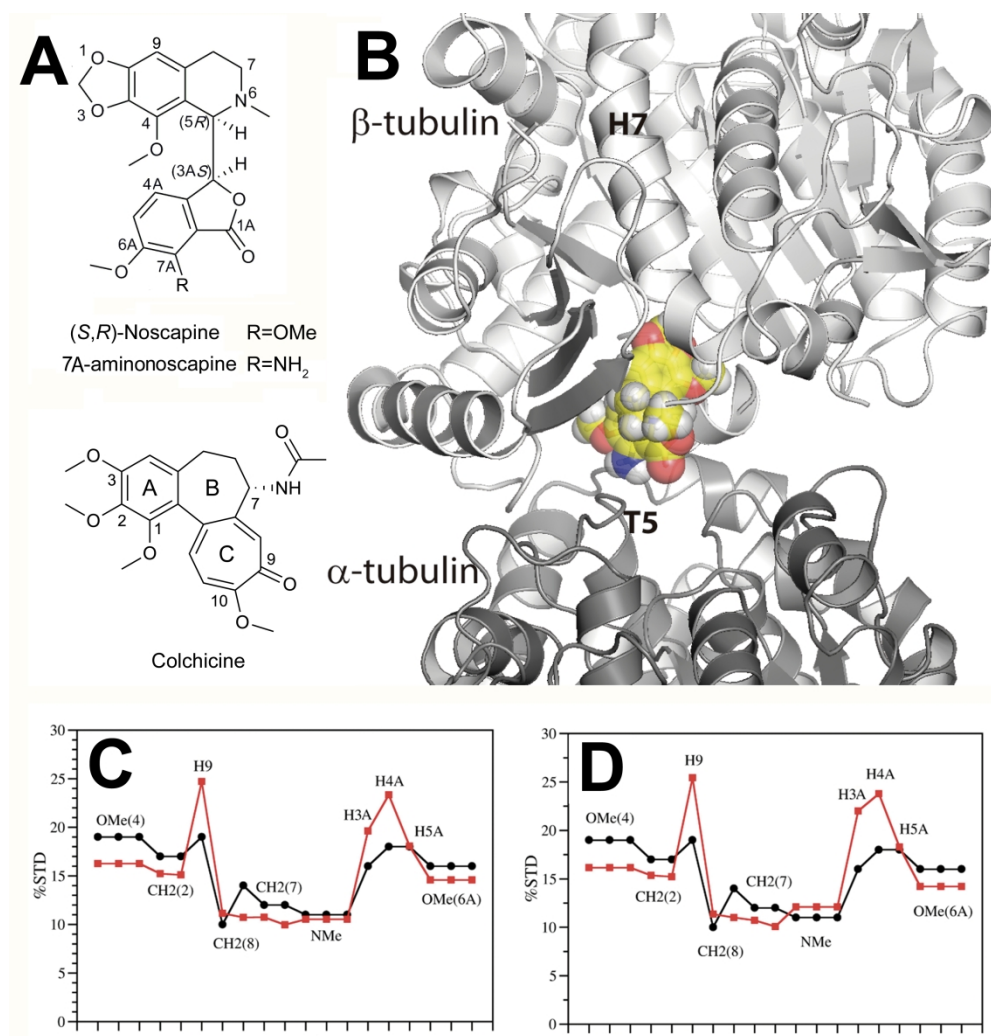 A
1
9
7
N
6
O
O
3
4
(5R)
H
O
H
(3AS)
4A
O
1A
6A
7A
O
O
R
(S,R)-Noscapine R=OMe
7A-aminonoscapine R=NH2
O
O
3
A
B
NH
7
O
2
1
O
C
9
O
10
O
Colchicine
B
β-tubulin
H7
T5
α-tubulin
C
30
25
20
15
10
5
0
%STD
OMe(4)
CH2(2)
H9
CH2(8)
CH2(7)
NMe
H3A
H4A
H5A
OMe(6A)
D
30
25
20
15
10
5
0
%STD
OMe(4)
CH2(2)
H9
CH2(8)
CH2(7)
NMe
H3A
H4A
H5A
OMe(6A)